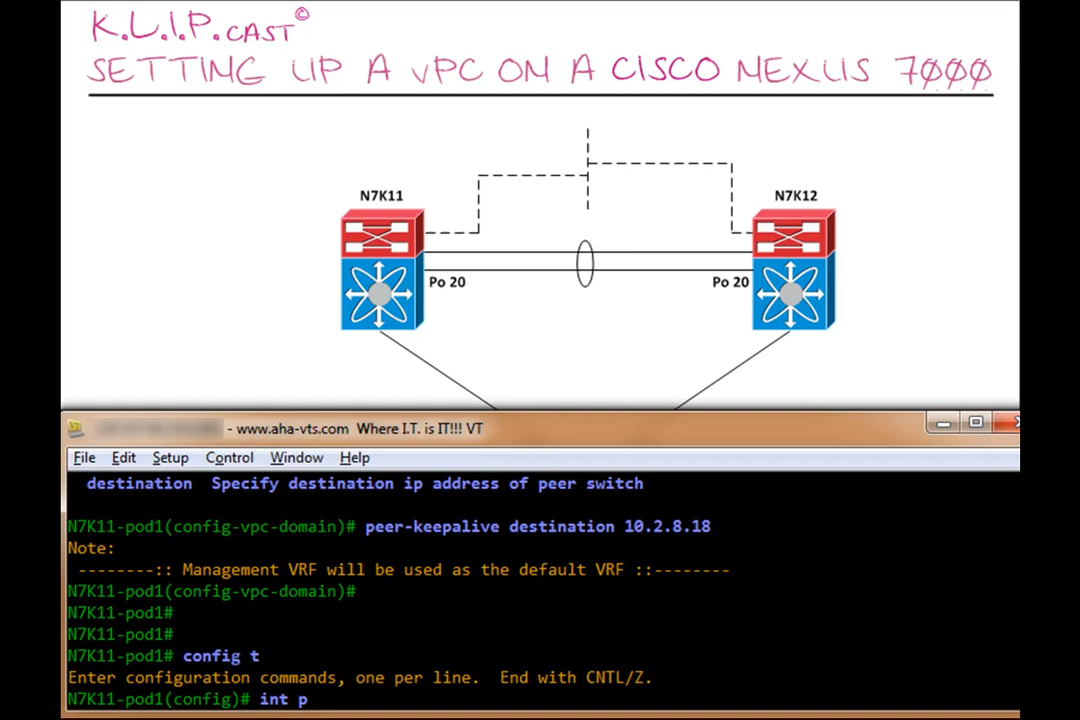 K.L.I.P.CAST©
SETTING UP A vPC ON A CISCO NEXUS 7000
N7K11
N7K12
Po 20
Po 20
- www.aha-vts.com Where I.T. is IT!!! VT
File Edit Setup Control Window Help
destination Specify destination ip address of peer switch
N7K11-pod1(config-vpc-domain)# peer-keepalive destination 10.2.8.18
Note:
--------:: Management VRF will be used as the default VRF ::--------
N7K11-pod1(config-vpc-domain)#
N7K11-pod1#
N7K11-pod1#
N7K11-pod1# config t
Enter configuration commands, one per line. End with CNTL/Z.
N7K11-pod1(config)# int p